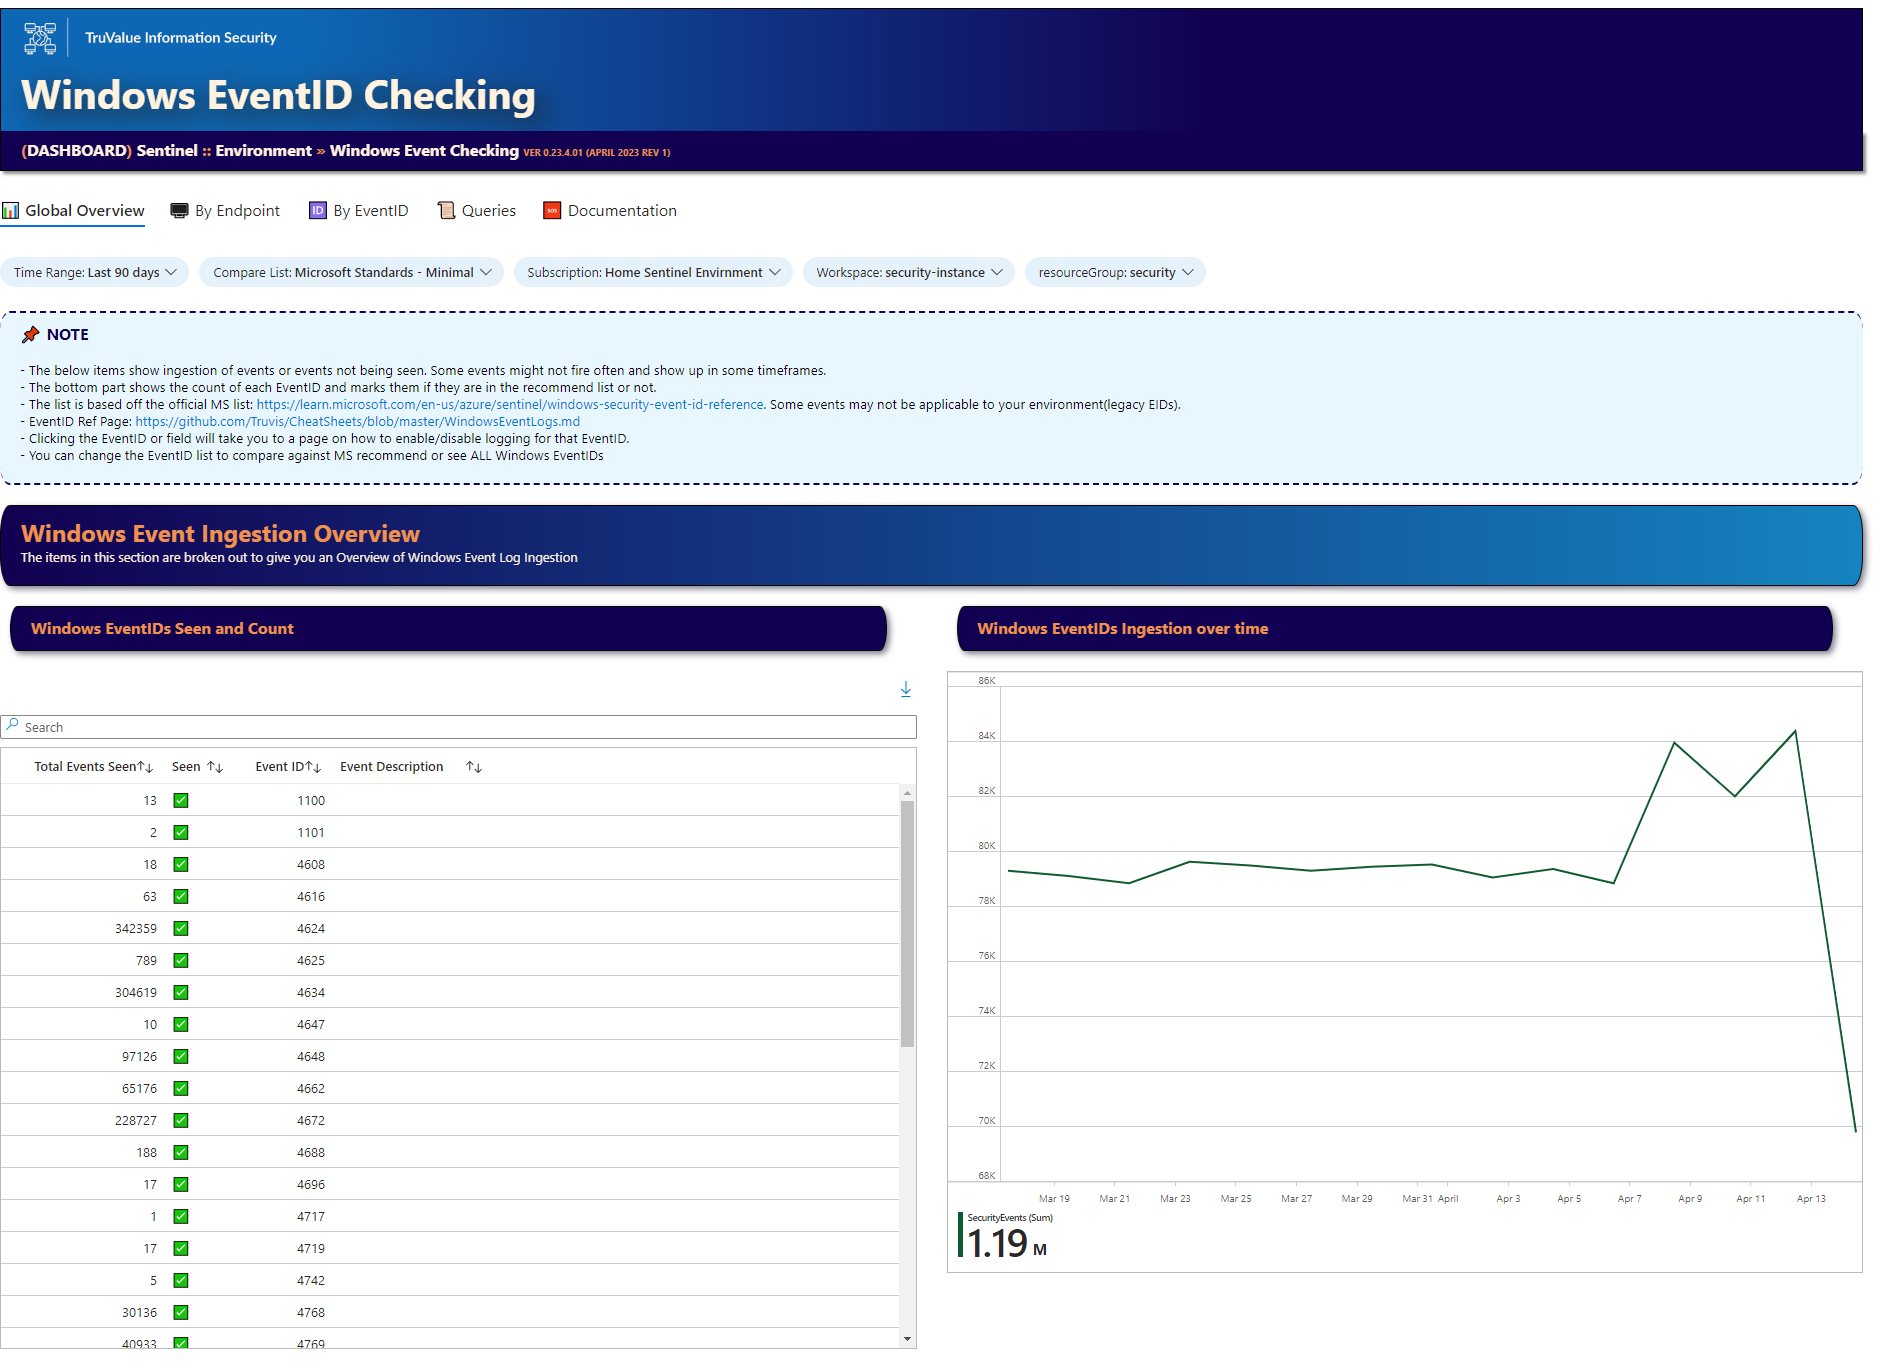 TruValue Information Security
Windows EventID Checking
(DASHBOARD) Sentinel :: Environment » Windows Event Checking VER 0.23.4.01 (APRIL 2023 REV 1)
Global Overview By Endpoint ID By EventID Queries SOS Documentation
Time Range: Last 90 days Compare List: Microsoft Standards - Minimal Subscription: Home Sentinel Envirnment Workspace: security-instance resourceGroup: security
NOTE
- The below items show ingestion of events or events not being seen. Some events might not fire often and show up in some timeframes.
- The bottom part shows the count of each EventID and marks them if they are in the recommend list or not.
- The list is based off the official MS list: https://learn.microsoft.com/en-us/azure/sentinel/windows-security-event-id-reference. Some events may not be applicable to your environment(legacy EIDs).
- EventID Ref Page: https://github.com/Truvis/CheatSheets/blob/master/WindowsEventLogs.md
- Clicking the EventID or field will take you to a page on how to enable/disable logging for that EventID.
- You can change the EventID list to compare against MS recommend or see ALL Windows EventIDs
Windows Event Ingestion Overview
The items in this section are broken out to give you an Overview of Windows Event Log Ingestion
Windows EventIDs Seen and Count
Search
Total Events Seen↑↓ Seen ↑↓ Event ID↑↓ Event Description ↑↓
13 ✅ 1100
2 ✅ 1101
18 ✅ 4608
63 ✅ 4616
342359 ✅ 4624
789 ✅ 4625
304619 ✅ 4634
10 ✅ 4647
97126 ✅ 4648
65176 ✅ 4662
228727 ✅ 4672
188 ✅ 4688
17 ✅ 4696
1 ✅ 4717
17 ✅ 4719
5 ✅ 4742
30136 ✅ 4768
40933 ✅ 4769
Windows EventIDs Ingestion over time
86K
84K
82K
80K
78K
76K
74K
72K
70K
68K
Mar 19 Mar 21 Mar 23 Mar 25 Mar 27 Mar 29 Mar 31 April Apr 3 Apr 5 Apr 7 Apr 9 Apr 11 Apr 13
SecurityEvents (Sum)
1.19 M